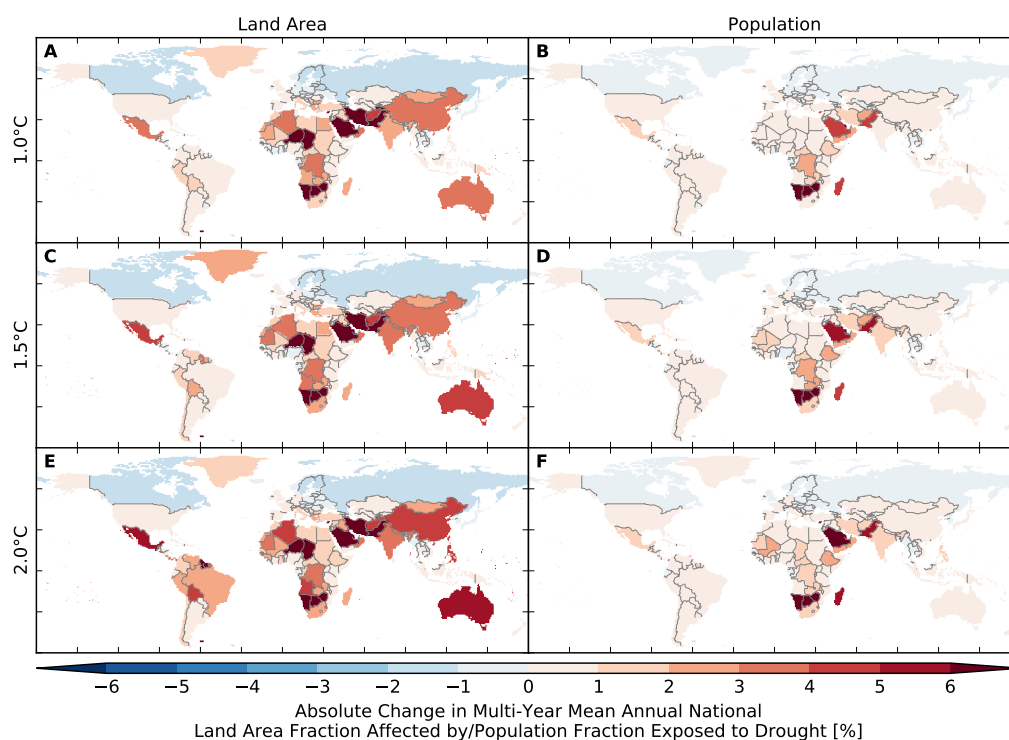 Land Area
Population
A
B
1.0°C
C
D
1.5°C
E
F
2.0°C
−6 −5 −4 −3 −2 −1 0 1 2 3 4 5 6
Absolute Change in Multi-Year Mean Annual National
Land Area Fraction Affected by/Population Fraction Exposed to Drought [%]